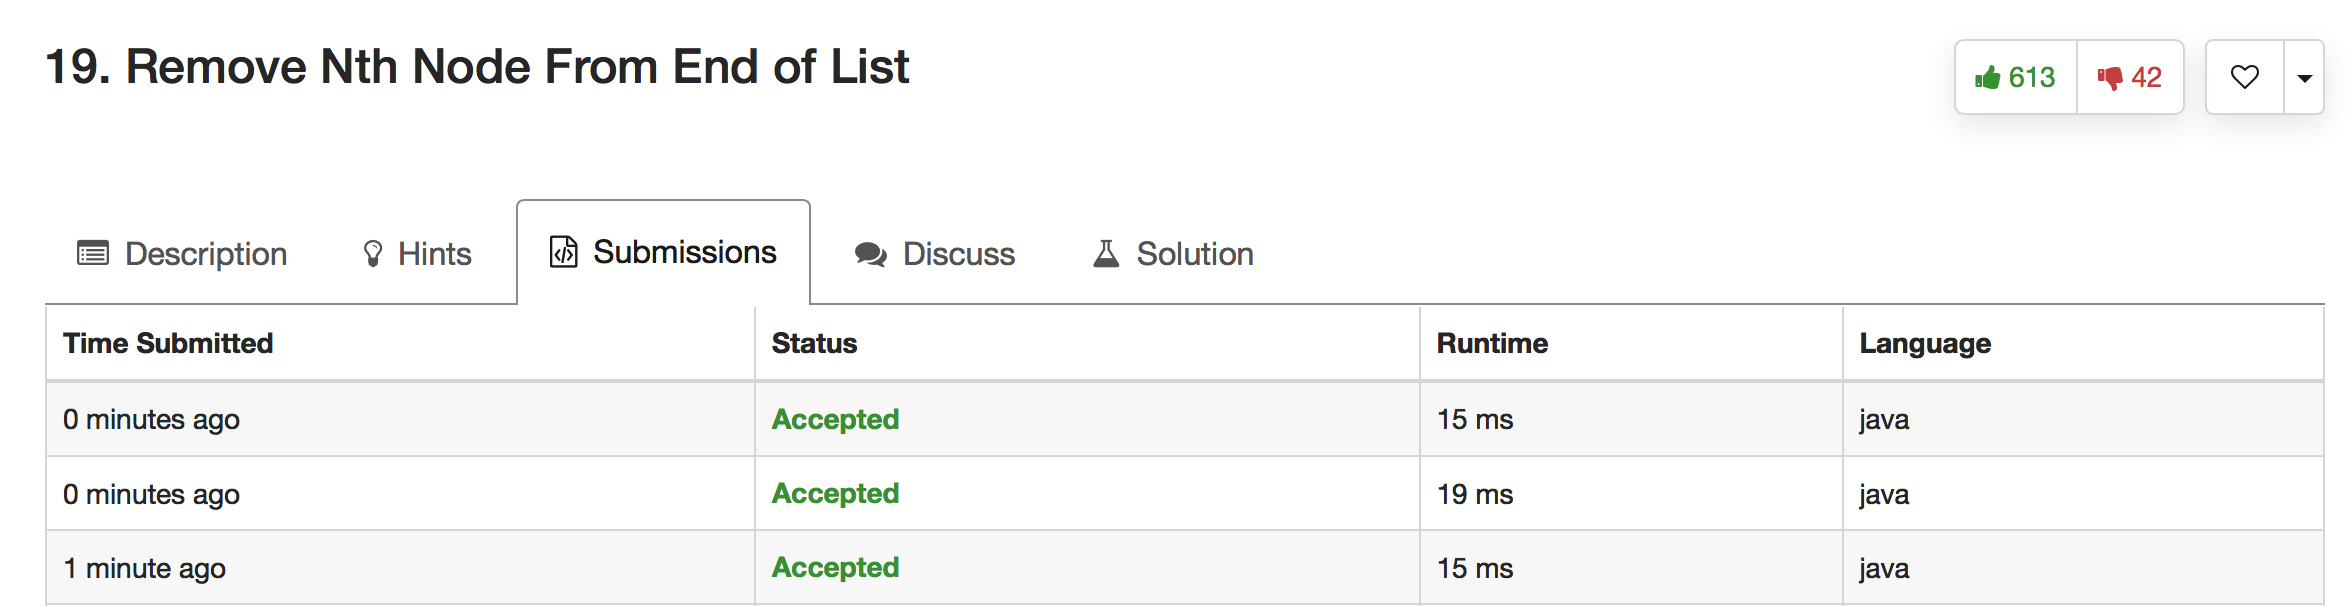 19. Remove Nth Node From End of List
613 42
Description Hints Submissions Discuss Solution
Time Submitted Status Runtime Language
0 minutes ago Accepted 15 ms java
0 minutes ago Accepted 19 ms java
1 minute ago Accepted 15 ms java